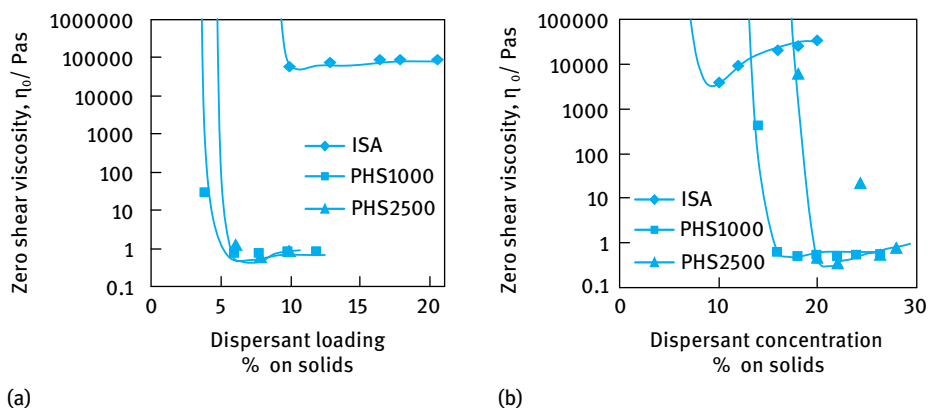 Zero shear viscosity, η₀/ Pas
1000000
100000
10000
1000
100
10
1
0.1
0
5
10
15
20
ISA
PHS1000
PHS2500
Dispersant loading
% on solids
(a)
Zero shear viscosity, η ₀/ Pas
100000
10000
1000
100
10
1
0.1
0
10
20
30
ISA
PHS1000
PHS2500
Dispersant concentration
% on solids
(b)